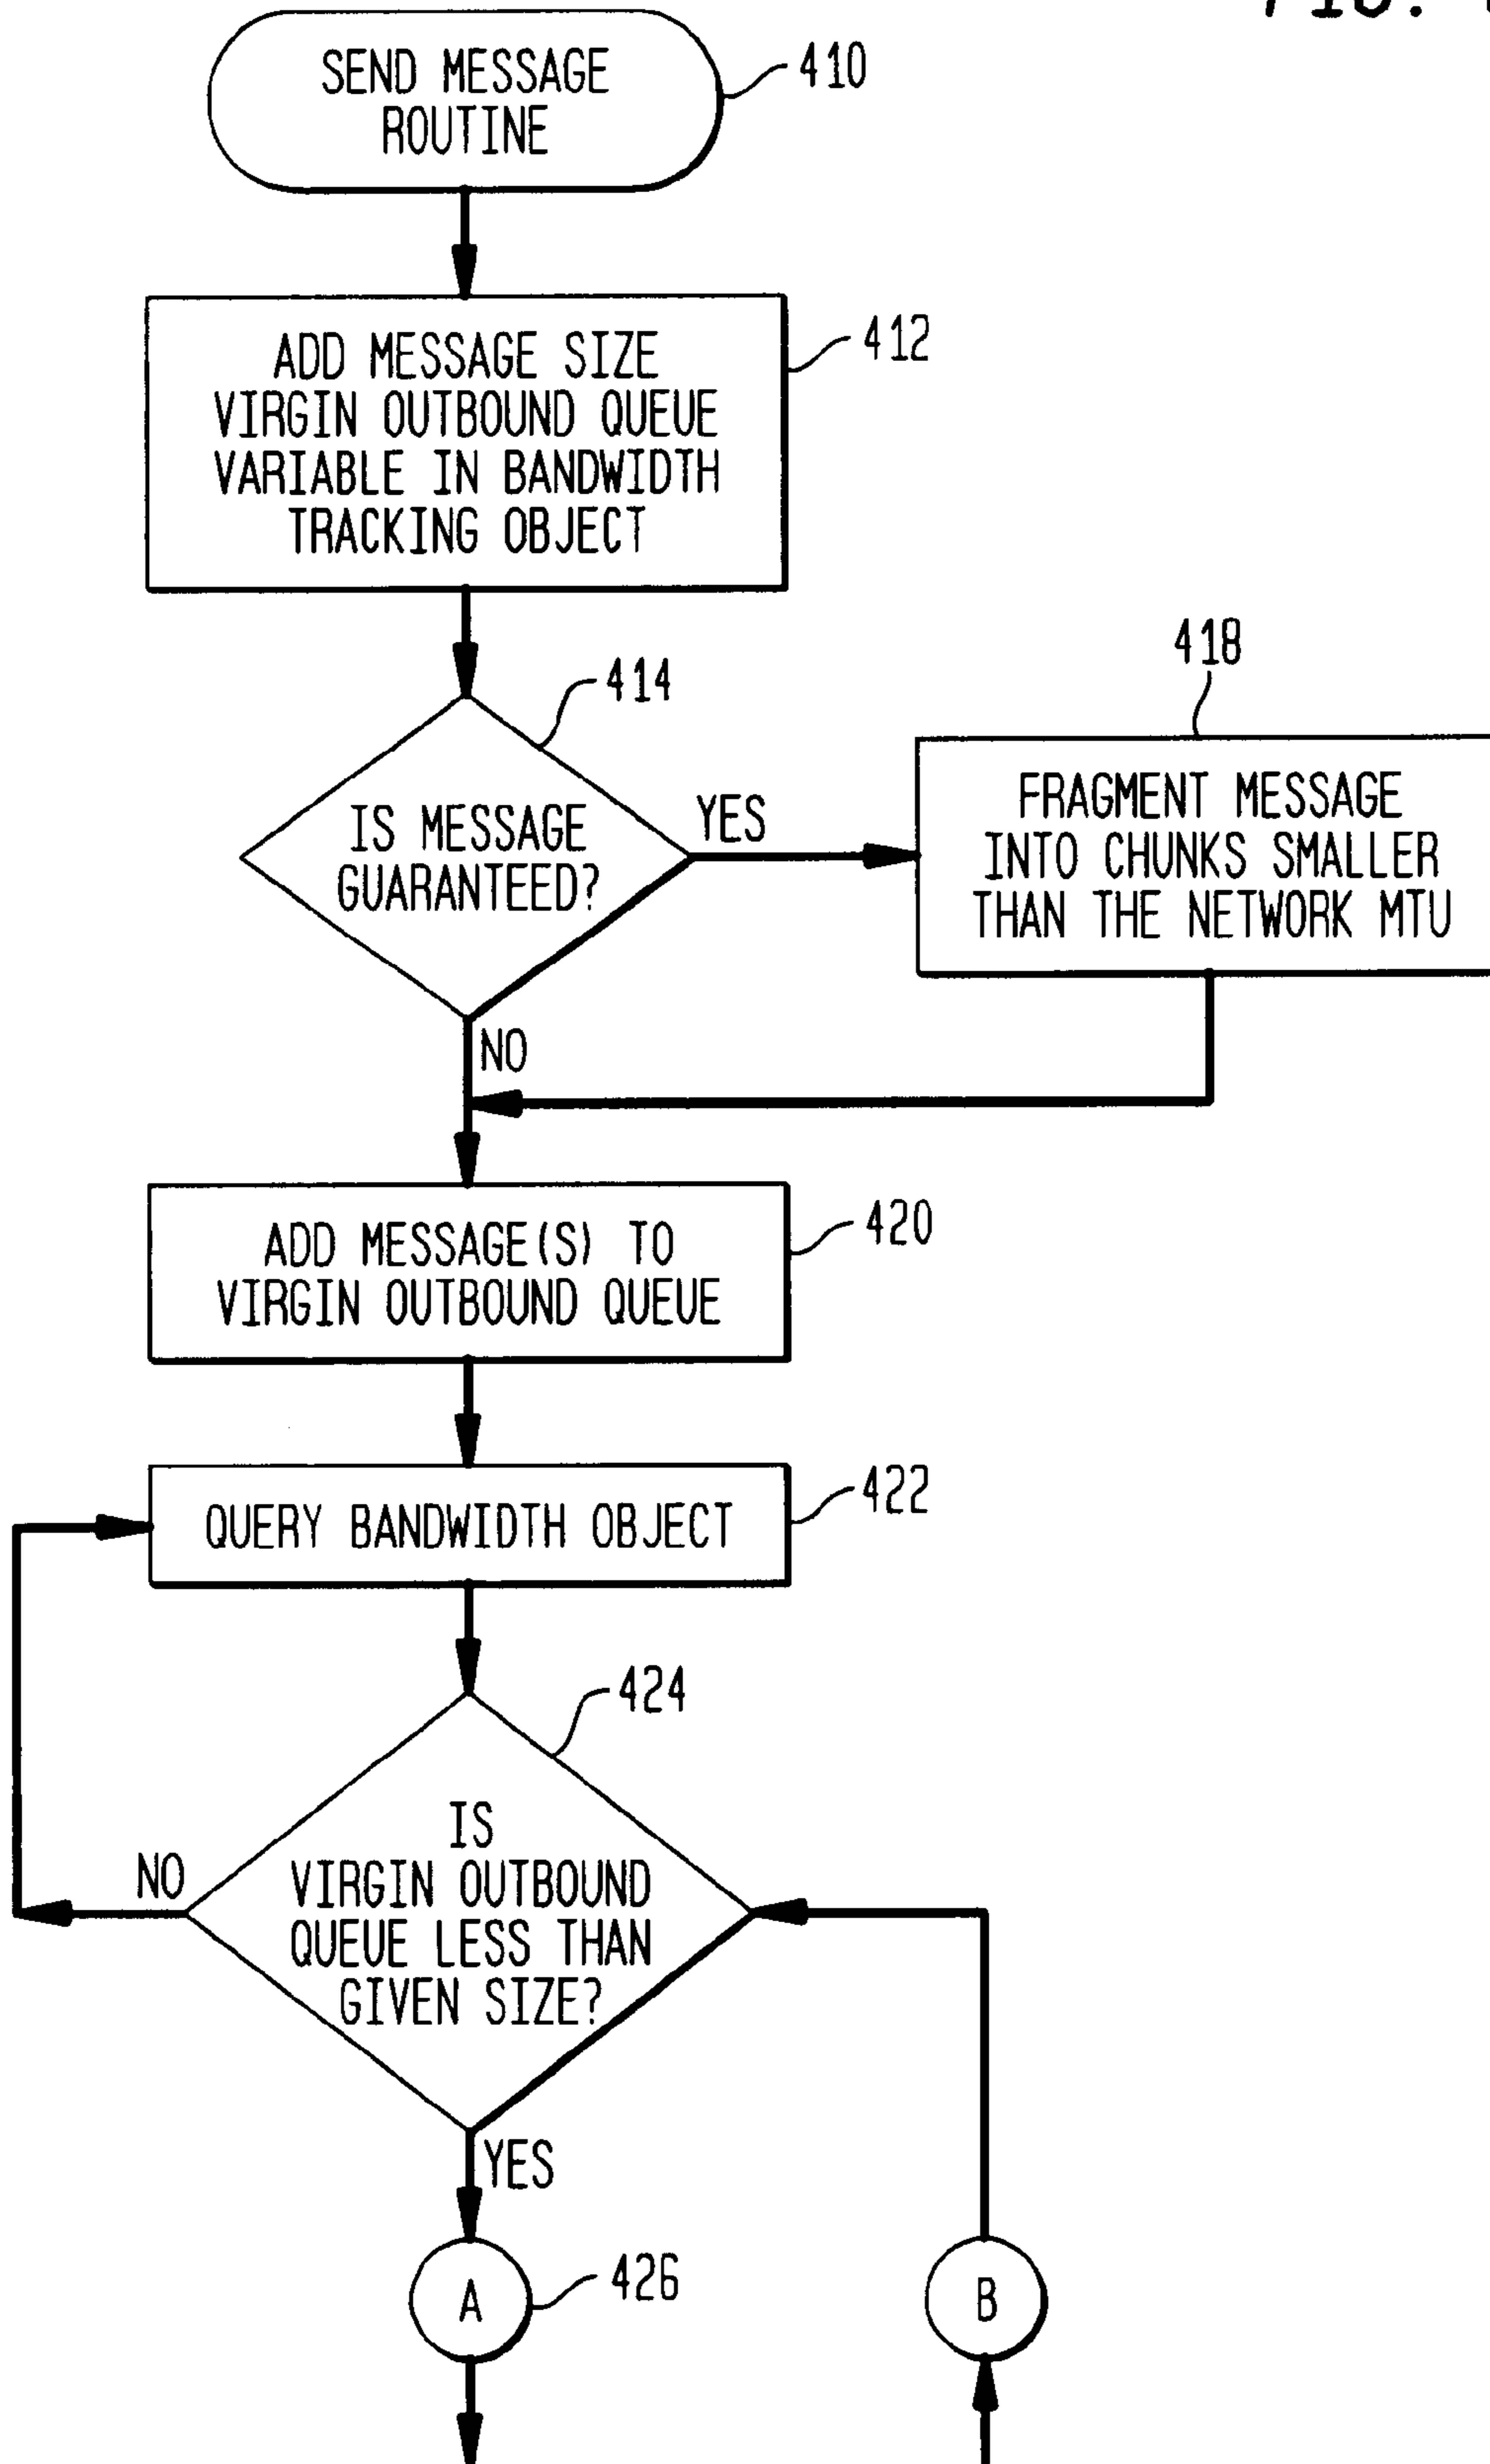 FIG.
SEND MESSAGE
ROUTINE
410
ADD MESSAGE SIZE
VIRGIN OUTBOUND QUEUE
VARIABLE IN BANDWIDTH
TRACKING OBJECT
412
414
IS MESSAGE
GUARANTEED?
YES
418
FRAGMENT MESSAGE
INTO CHUNKS SMALLER
THAN THE NETWORK MTU
NO
ADD MESSAGE(S) TO
VIRGIN OUTBOUND QUEUE
420
QUERY BANDWIDTH OBJECT
422
424
IS
VIRGIN OUTBOUND
QUEUE LESS THAN
GIVEN SIZE?
NO
YES
A
426
B